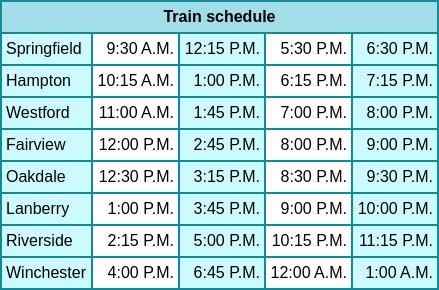 Train schedule
Springfield 9:30 A.M. 12:15 P.M. 5:30 P.M. 6:30 P.M.
Hampton 10:15 A.M. 1:00 P.M. 6:15 P.M. 7:15 P.M.
Westford 11:00 A.M. 1:45 P.M. 7:00 P.M. 8:00 P.M.
Fairview 12:00 P.M. 2:45 P.M. 8:00 P.M. 9:00 P.M.
Oakdale 12:30 P.M. 3:15 P.M. 8:30 P.M. 9:30 P.M.
Lanberry 1:00 P.M. 3:45 P.M. 9:00 P.M. 10:00 P.M.
Riverside 2:15 P.M. 5:00 P.M. 10:15 P.M. 11:15 P.M.
Winchester 4:00 P.M. 6:45 P.M. 12:00 A.M. 1:00 A.M.